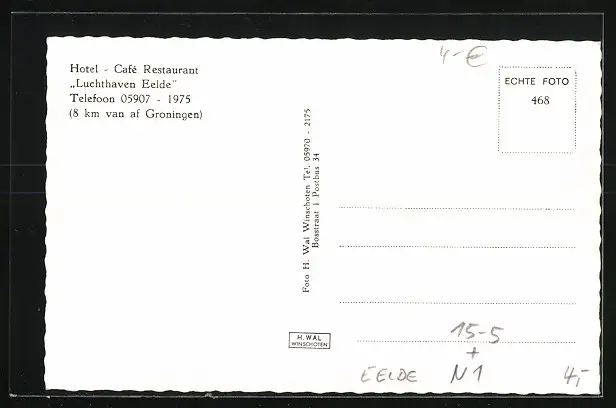 4-€
Hotel - Café Restaurant
„Luchthaven Eelde"
Telefoon 05907 - 1975
(8 km van af Groningen)
ECHTE FOTO
468
Foto H. Wal Winschoten Tel. 05970 - 2175
Bosstraat 1 Postbus 34
H. WAL
WINSCHOTEN
15-5
+
EELDE N1 4,-